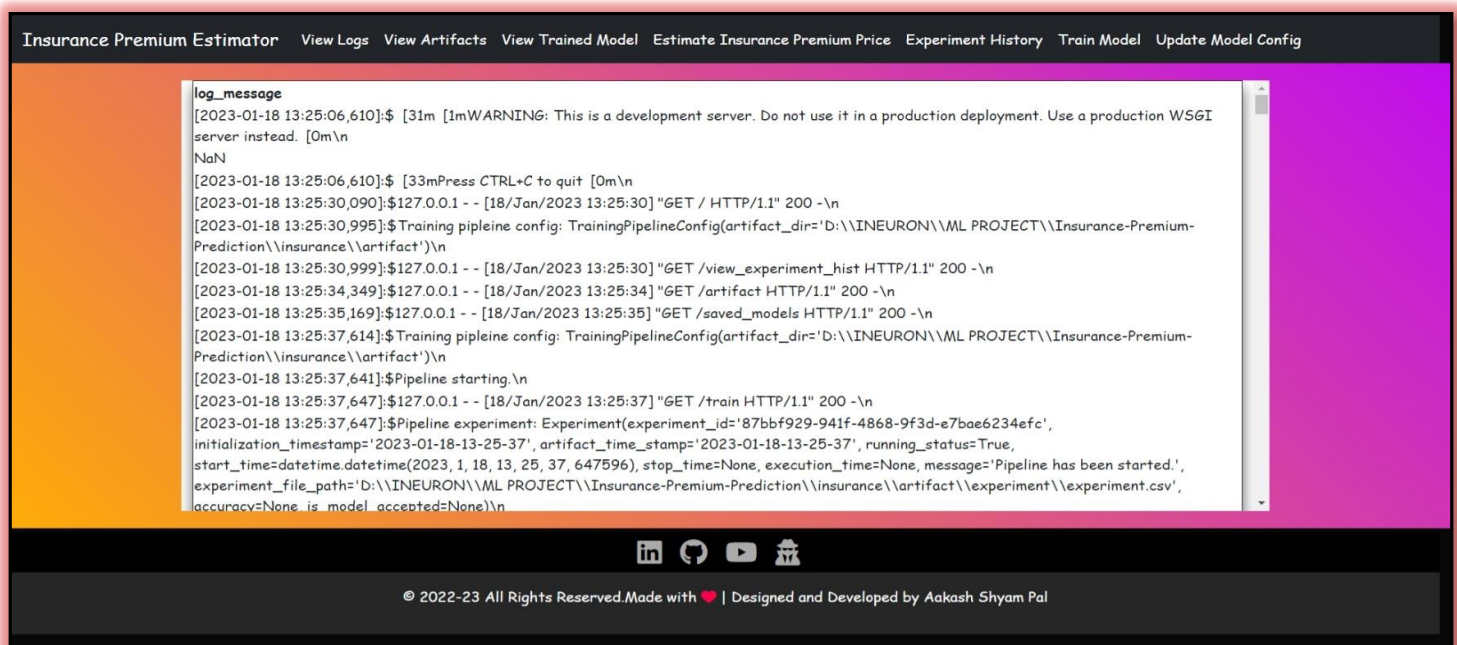 Insurance Premium Estimator View Logs View Artifacts View Trained Model Estimate Insurance Premium Price Experiment History Train Model Update Model Config
log_message
[2023-01-18 13:25:06,610]:$ [31m [1mWARNING: This is a development server. Do not use it in a production deployment. Use a production WSGI
server instead. [0m\n
NaN
[2023-01-18 13:25:06,610]:$ [33mPress CTRL+C to quit [0m\n
[2023-01-18 13:25:30,090]:$127.0.0.1 - - [18/Jan/2023 13:25:30] "GET / HTTP/1.1" 200 -\n
[2023-01-18 13:25:30,995]:$Training pipleine config: TrainingPipelineConfig(artifact_dir='D:\\INEURON\\ML PROJECT\\Insurance-Premium-
Prediction\\insurance\\artifact')\n
[2023-01-18 13:25:30,999]:$127.0.0.1 - - [18/Jan/2023 13:25:30] "GET /view_experiment_hist HTTP/1.1" 200 -\n
[2023-01-18 13:25:34,349]:$127.0.0.1 - - [18/Jan/2023 13:25:34] "GET /artifact HTTP/1.1" 200 -\n
[2023-01-18 13:25:35,169]:$127.0.0.1 - - [18/Jan/2023 13:25:35] "GET /saved_models HTTP/1.1" 200 -\n
[2023-01-18 13:25:37,614]:$Training pipleine config: TrainingPipelineConfig(artifact_dir='D:\\INEURON\\ML PROJECT\\Insurance-Premium-
Prediction\\insurance\\artifact')\n
[2023-01-18 13:25:37,641]:$Pipeline starting.\n
[2023-01-18 13:25:37,647]:$127.0.0.1 - - [18/Jan/2023 13:25:37] "GET /train HTTP/1.1" 200 -\n
[2023-01-18 13:25:37,647]:$Pipeline experiment: Experiment(experiment_id='87bbf929-941f-4868-9f3d-e7bae6234efc',
initialization_timestamp='2023-01-18-13-25-37', artifact_time_stamp='2023-01-18-13-25-37', running_status=True,
start_time=datetime.datetime(2023, 1, 18, 13, 25, 37, 647596), stop_time=None, execution_time=None, message='Pipeline has been started.',
experiment_file_path='D:\\INEURON\\ML PROJECT\\Insurance-Premium-Prediction\\insurance\\artifact\\experiment\\experiment.csv',
accuracy=None, is_model_accepted=None)\n
© 2022-23 All Rights Reserved.Made with ❤ | Designed and Developed by Aakash Shyam Pal